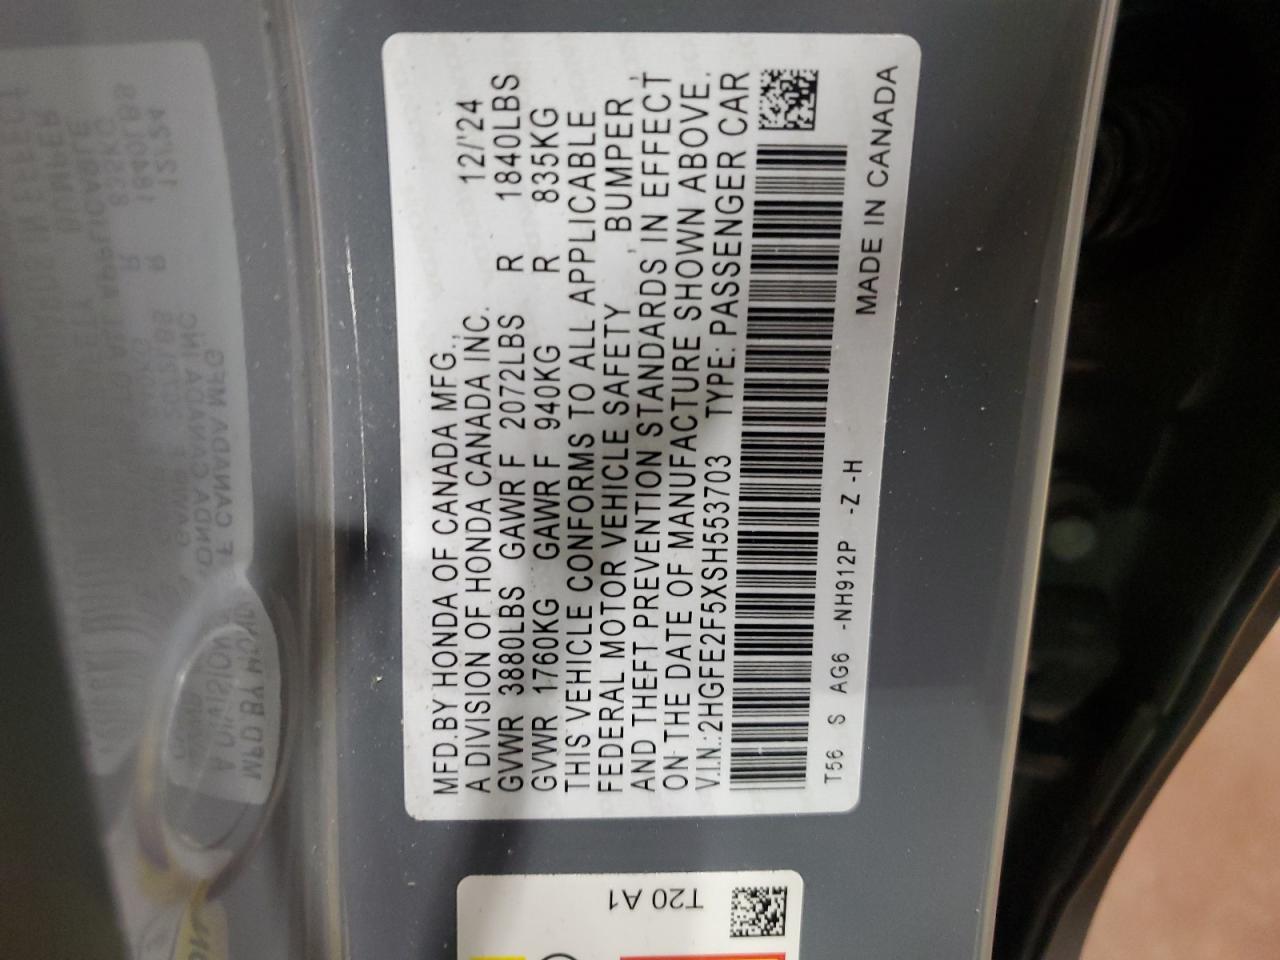 MFD.BY HONDA OF CANADA MFG.,
A DIVISION OF HONDA CANADA INC. 12/'24
GVWR 3880LBS GAWR F 2072LBS R 1840LBS
GVWR 1760KG GAWR F 940KG R 835KG
THIS VEHICLE CONFORMS TO ALL APPLICABLE
FEDERAL MOTOR VEHICLE SAFETY , BUMPER ,
AND THEFT PREVENTION STANDARDS, IN EFFECT
ON THE DATE OF MANUFACTURE SHOWN ABOVE.
V.I.N.:2HGFE2F5XSH553703 TYPE: PASSENGER CAR
T56 S AG6 -NH912P -Z -H
MADE IN CANADA
T20 A1